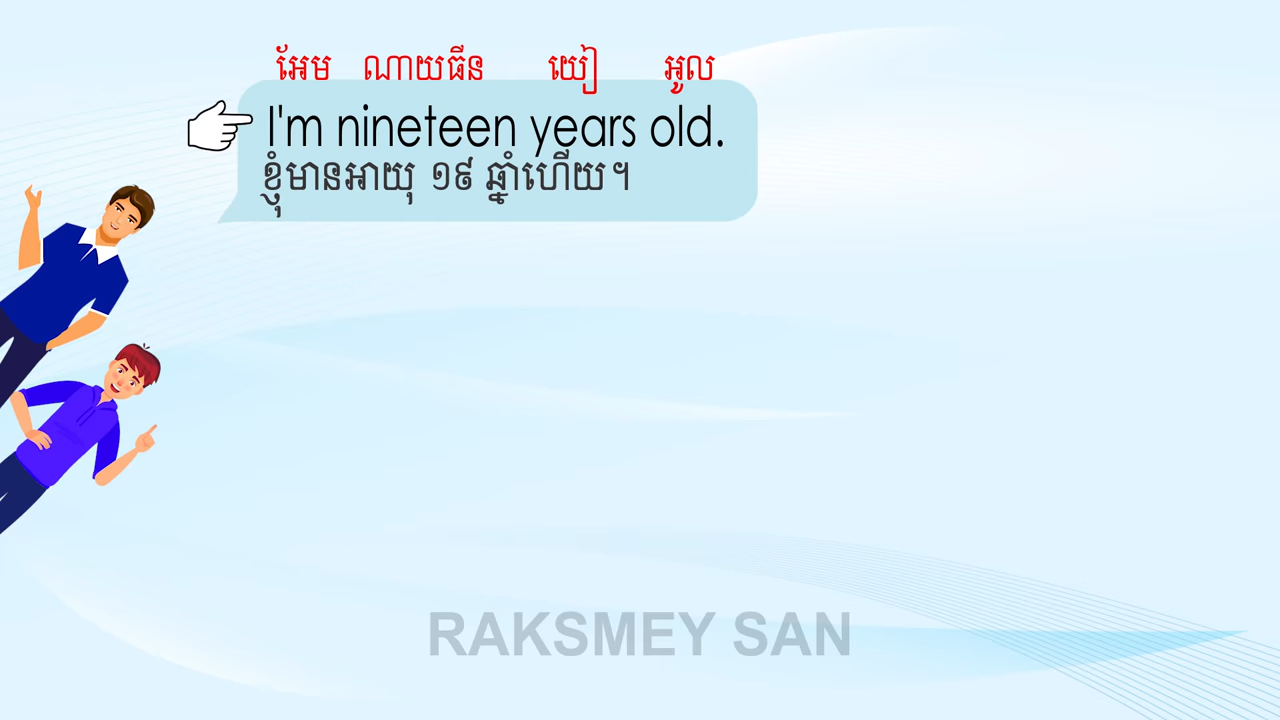 អែម ណាយធីន យៀ អូល
I'm nineteen years old.
ខ្ញុំមានអាយុ ១៩ ឆ្នាំហើយ។
RAKSMEY SAN